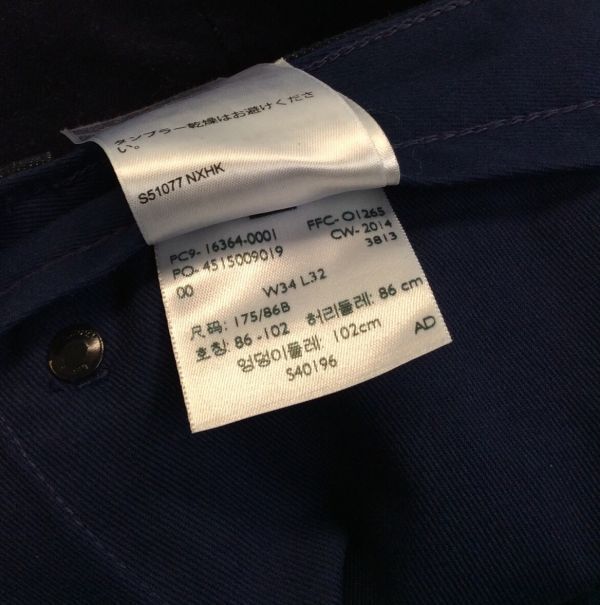 タンブラー乾燥はお避けくださ
い。
S51077 NXHK
PC9- 16364-0001
FFC- O1265
PO- 4515009019
CW- 2014
00
3813
W34 L32
尺码: 175/86B
호칭: 86 -102 허리둘레: 86 cm
엉덩이둘레: 102cm
AD
S40196